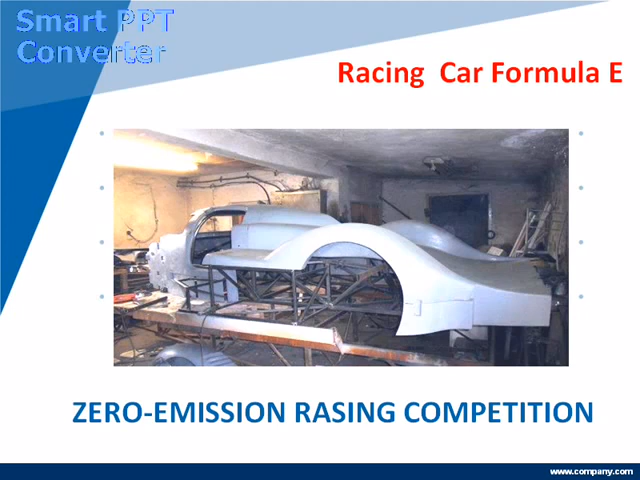 Smart PPT
Converter
Racing Car Formula E
ZERO-EMISSION RASING COMPETITION
www.company.com